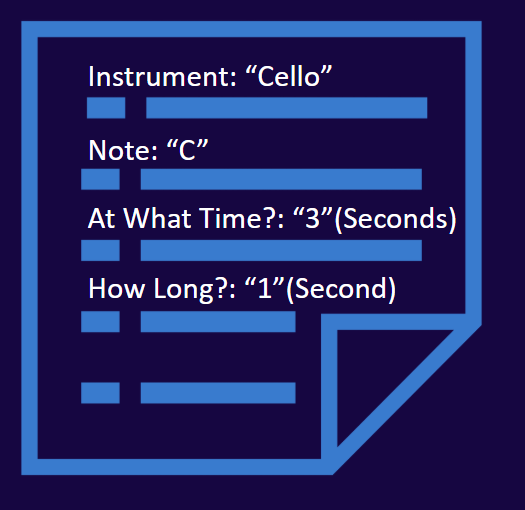 Instrument: “Cello”
Note: “C”
At What Time?: “3”(Seconds)
How Long?: “1”(Second)